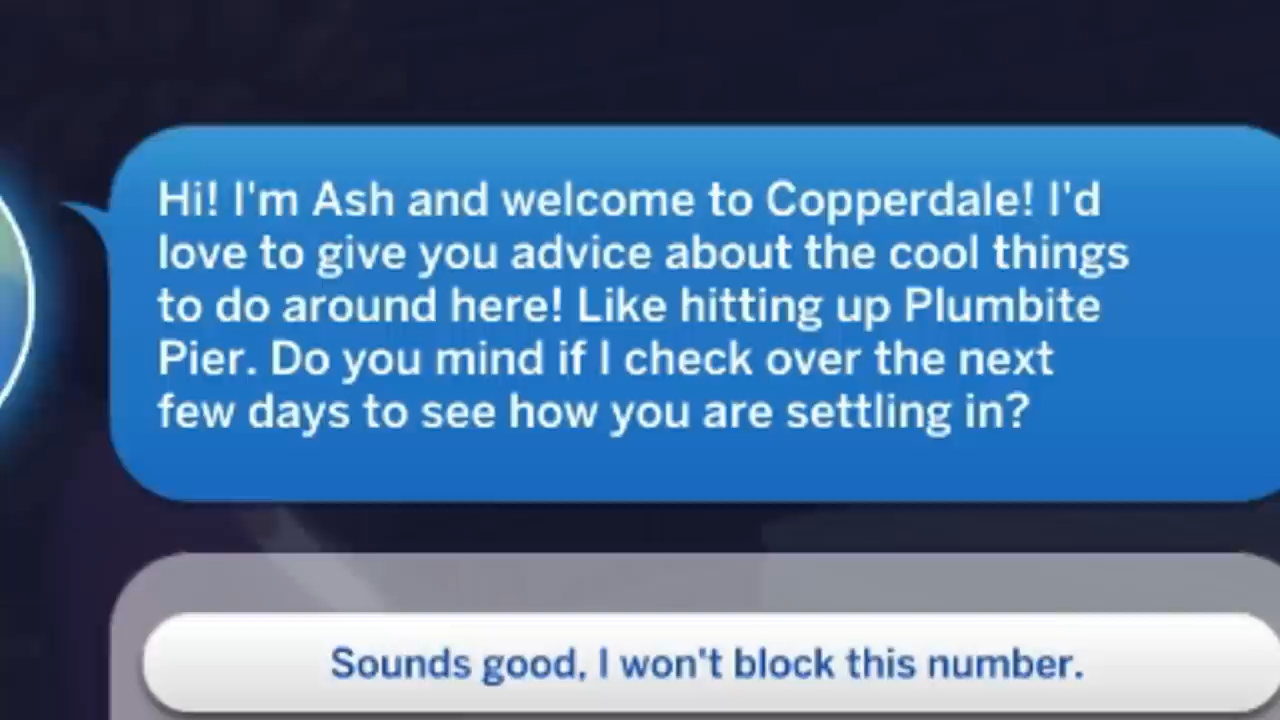 Hi! I'm Ash and welcome to Copperdale! I'd
love to give you advice about the cool things
to do around here! Like hitting up Plumbite
Pier. Do you mind if I check over the next
few days to see how you are settling in?
Sounds good, I won't block this number.